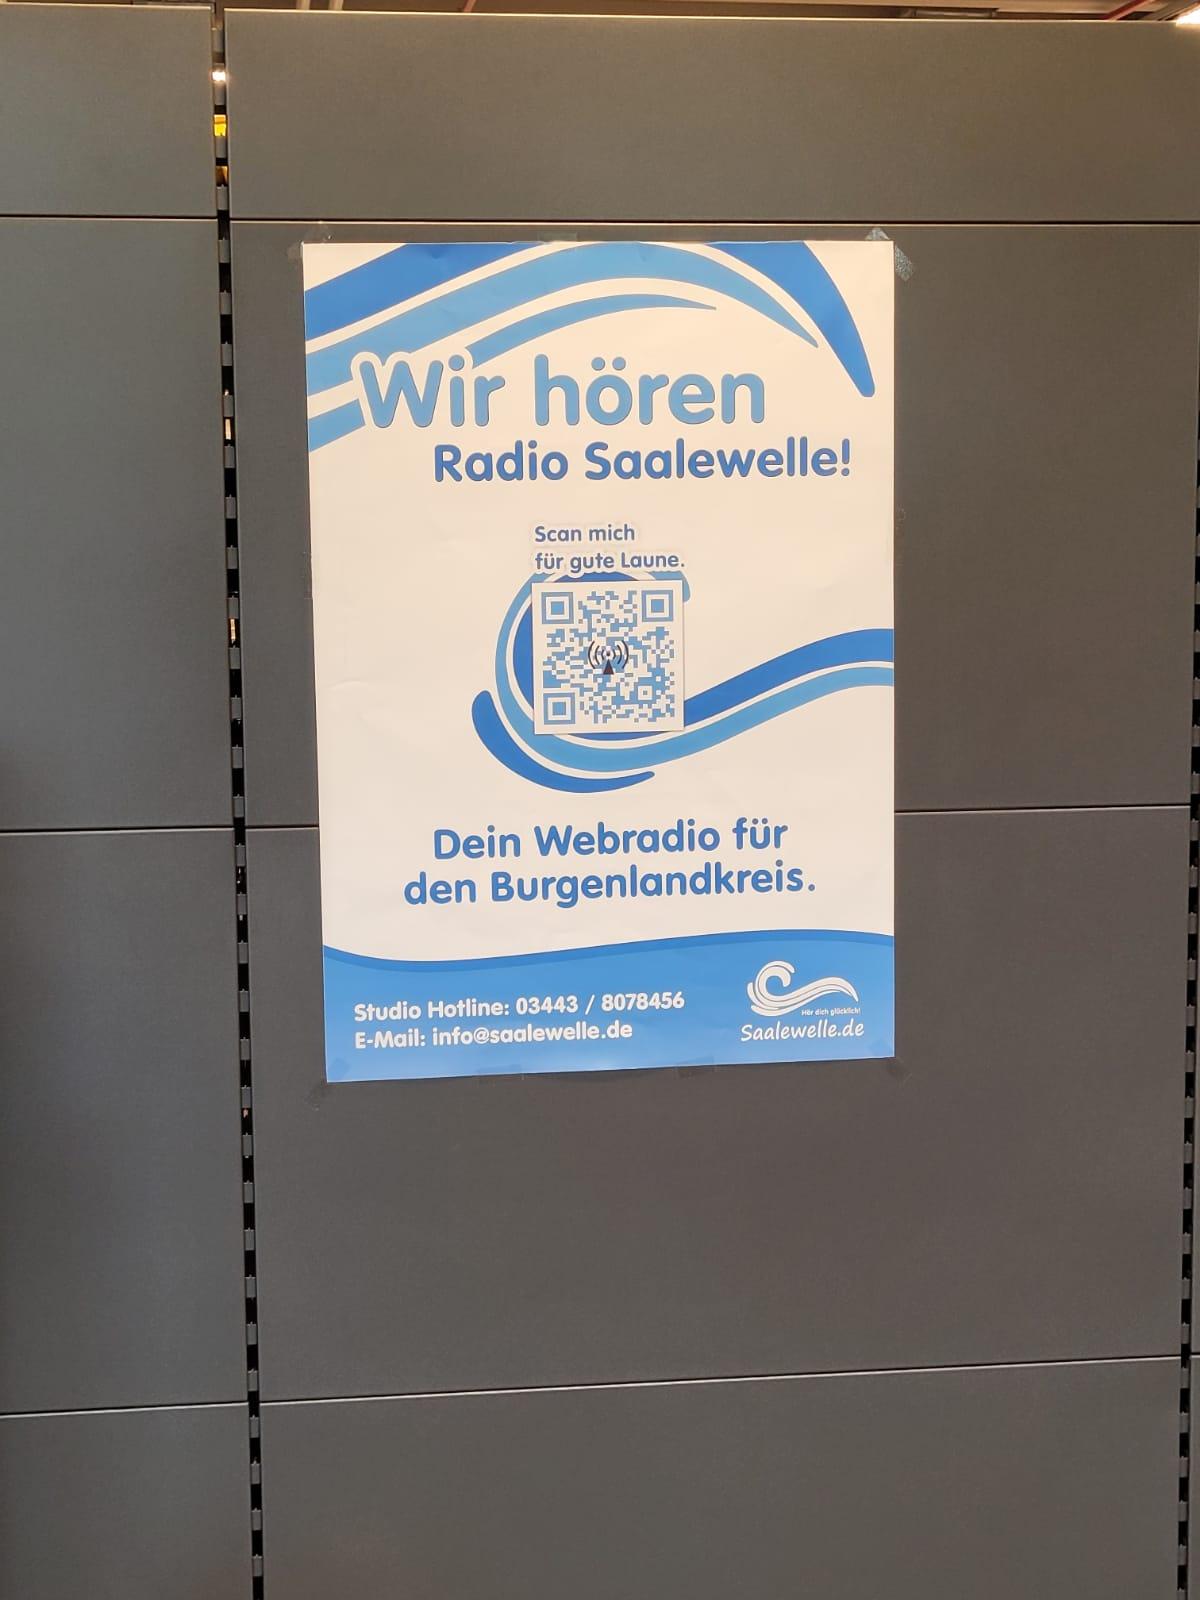 Wir hören
Radio Saalewelle!
Scan mich
für gute Laune.
Dein Webradio für
den Burgenlandkreis.
Studio Hotline: 03443 / 8078456
E-Mail: info@saalewelle.de
Hör dich glücklich!
Saalewelle.de